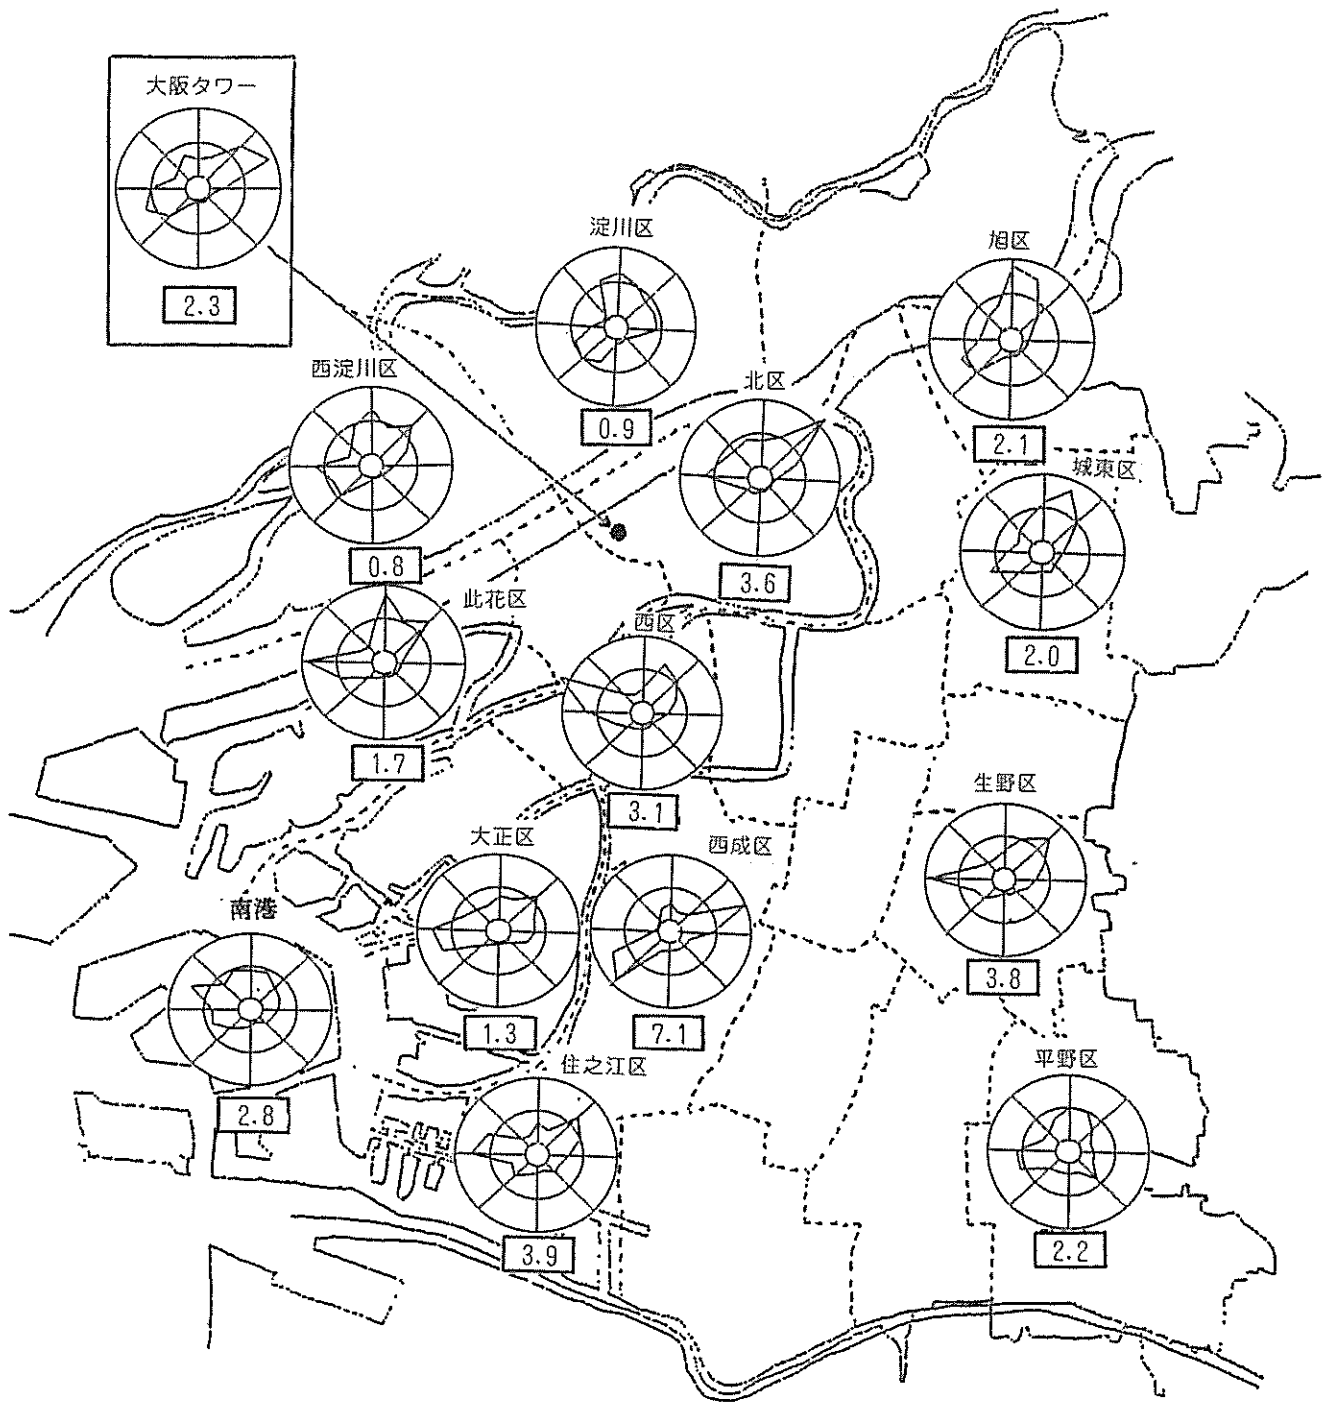 大阪タワー
2.3
淀川区
0.9
旭区
2.1
西淀川区
0.8
北区
3.6
城東区
2.0
此花区
1.7
西区
3.1
生野区
3.8
大正区
1.3
西成区
7.1
南港
2.8
住之江区
3.9
平野区
2.2